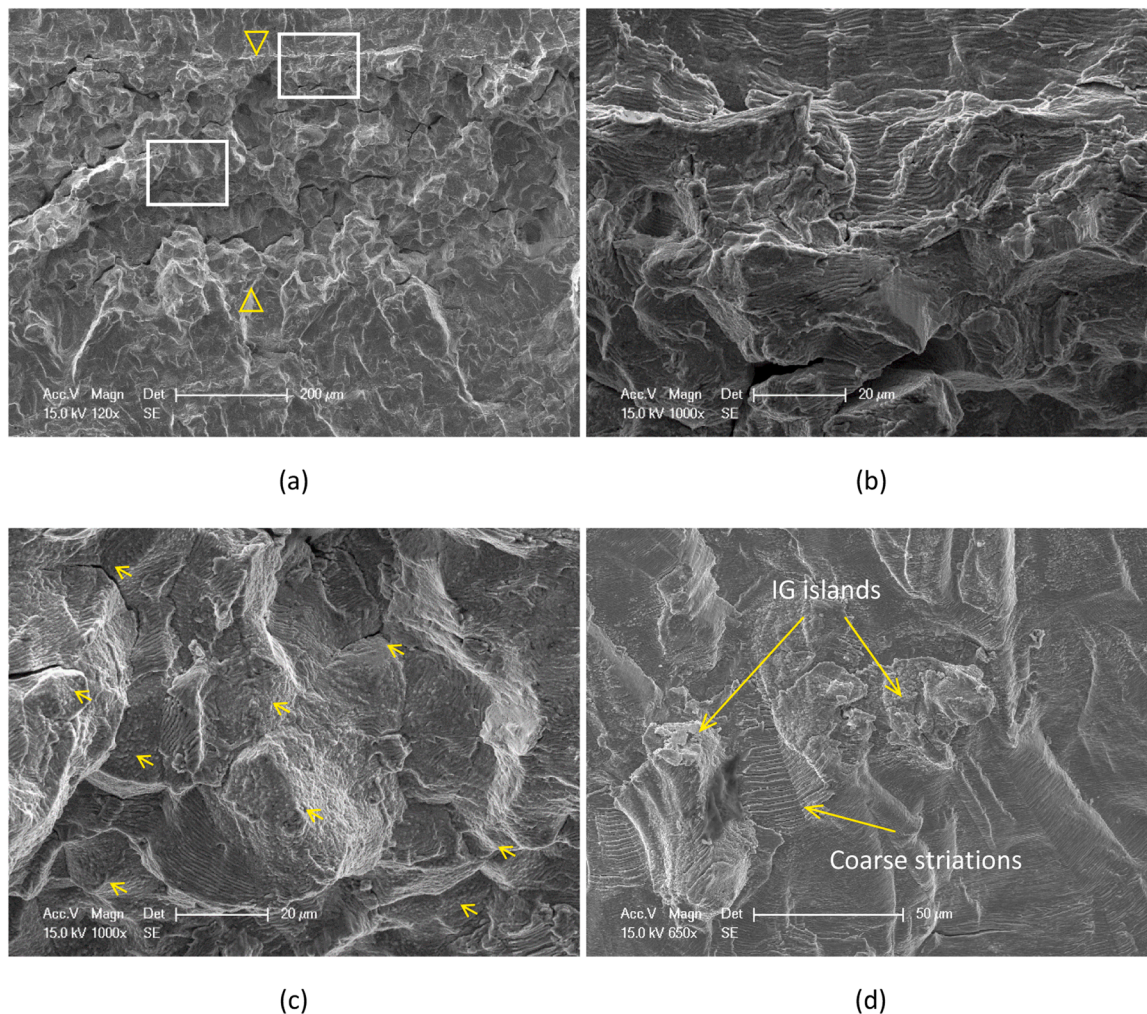 Acc.V Magn Det 200 μm
15.0 kV 120x SE
Acc.V Magn Det 20 μm
15.0 kV 1000x SE
(a)
(b)
IG islands
Coarse striations
Acc.V Magn Det 20 μm
15.0 kV 1000x SE
Acc.V Magn Det 50 μm
15.0 kV 650x SE
(c)
(d)